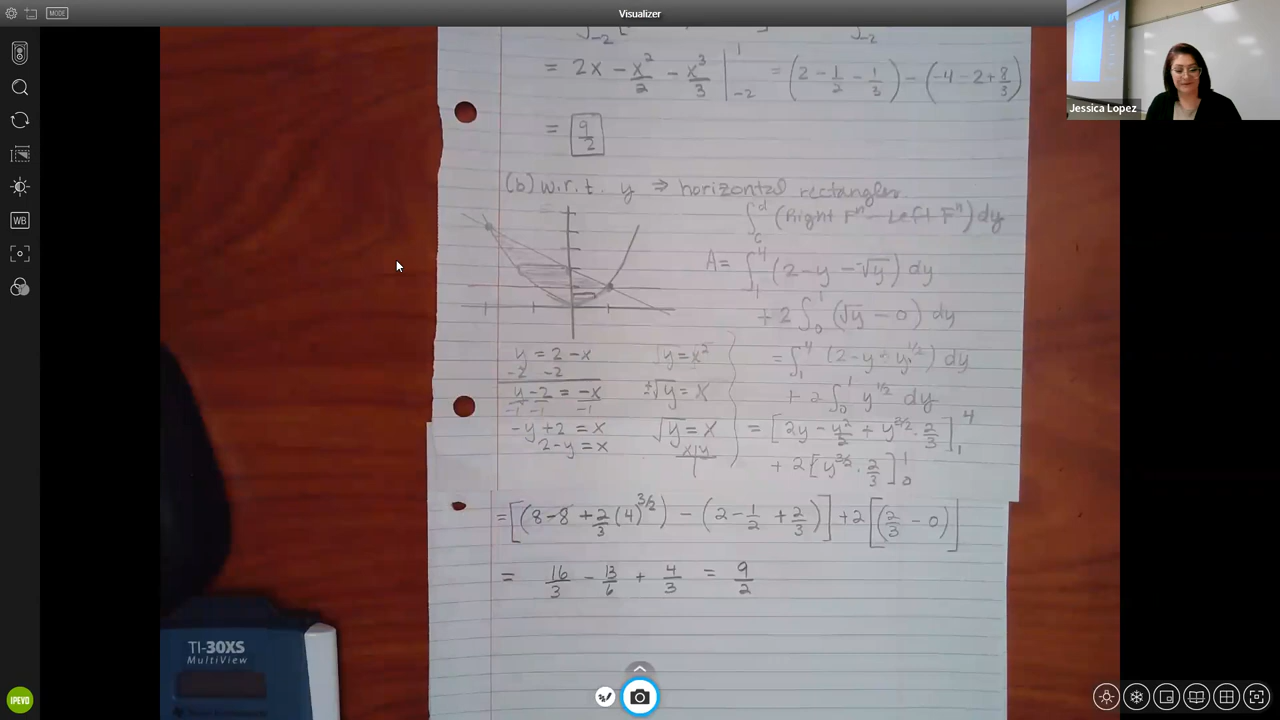 MODE
Visualizer
Jessica Lopez
= 2x - x²/2 - x³/3 |₋₂¹ = (2 - 1/2 - 1/3) - (-4 - 2 + 8/3)
= 9/2
(b) w.r.t. y ⇒ horizontal rectangles
∫_c^d (Right Fⁿ - Left Fⁿ) dy
A = ∫₁⁴ (2 - y - -√y) dy
+ 2 ∫₀¹ (√y - 0) dy
y = 2 - x
-2 -2
y - 2 = -x
-1 -1 -1
-y + 2 = x
2 - y = x
√y = x²
±√y = x
√y = x
x|y
= ∫₁⁴ (2 - y + y^1/2) dy
+ 2 ∫₀¹ y^1/2 dy
= [2y - y²/2 + y^3/2 · 2/3]₁⁴
+ 2 [y^3/2 · 2/3]₀¹
= [(8 - 8 + 2/3 (4)^3/2) - (2 - 1/2 + 2/3)] + 2 [(2/3 - 0)]
= 16/3 - 13/6 + 4/3 = 9/2
TI-30XS
MultiView
WB
IPEVO